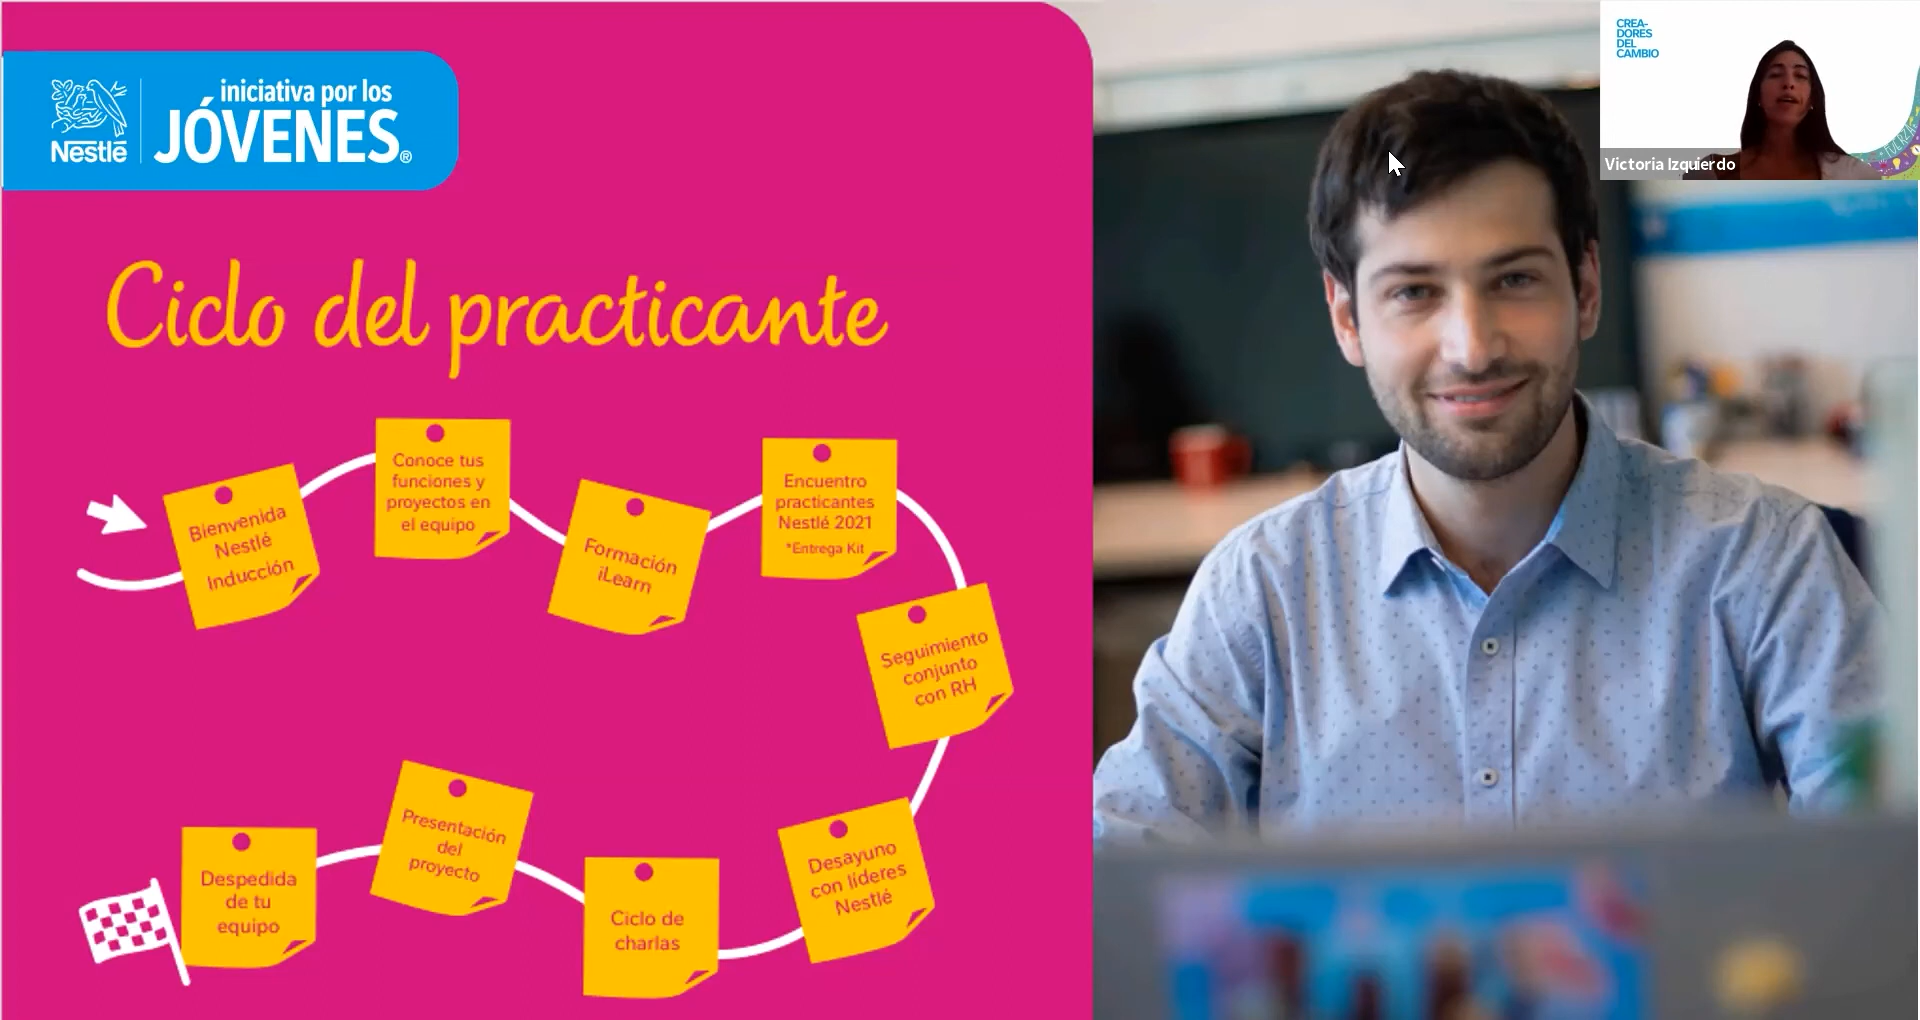 Nestlé
iniciativa por los
JÓVENES®
Ciclo del practicante
Bienvenida
Nestlé
Inducción
Conoce tus
funciones y
proyectos en
el equipo
Formación
iLearn
Encuentro
practicantes
Nestlé 2021
*Entrega Kit
Seguimiento
conjunto
con RH
Desayuno
con líderes
Nestlé
Ciclo de
charlas
Presentación
del
proyecto
Despedida
de tu
equipo
CREA-
DORES
DEL
CAMBIO
FUERZA
Victoria Izquierdo